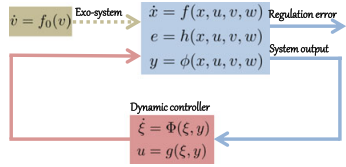 v̇ = f₀(v)
Exo-system
ẋ = f(x, u, v, w)
e = h(x, u, v, w)
y = ϕ(x, u, v, w)
Regulation error
System output
Dynamic controller
ξ̇ = Φ(ξ, y)
u = g(ξ, y)